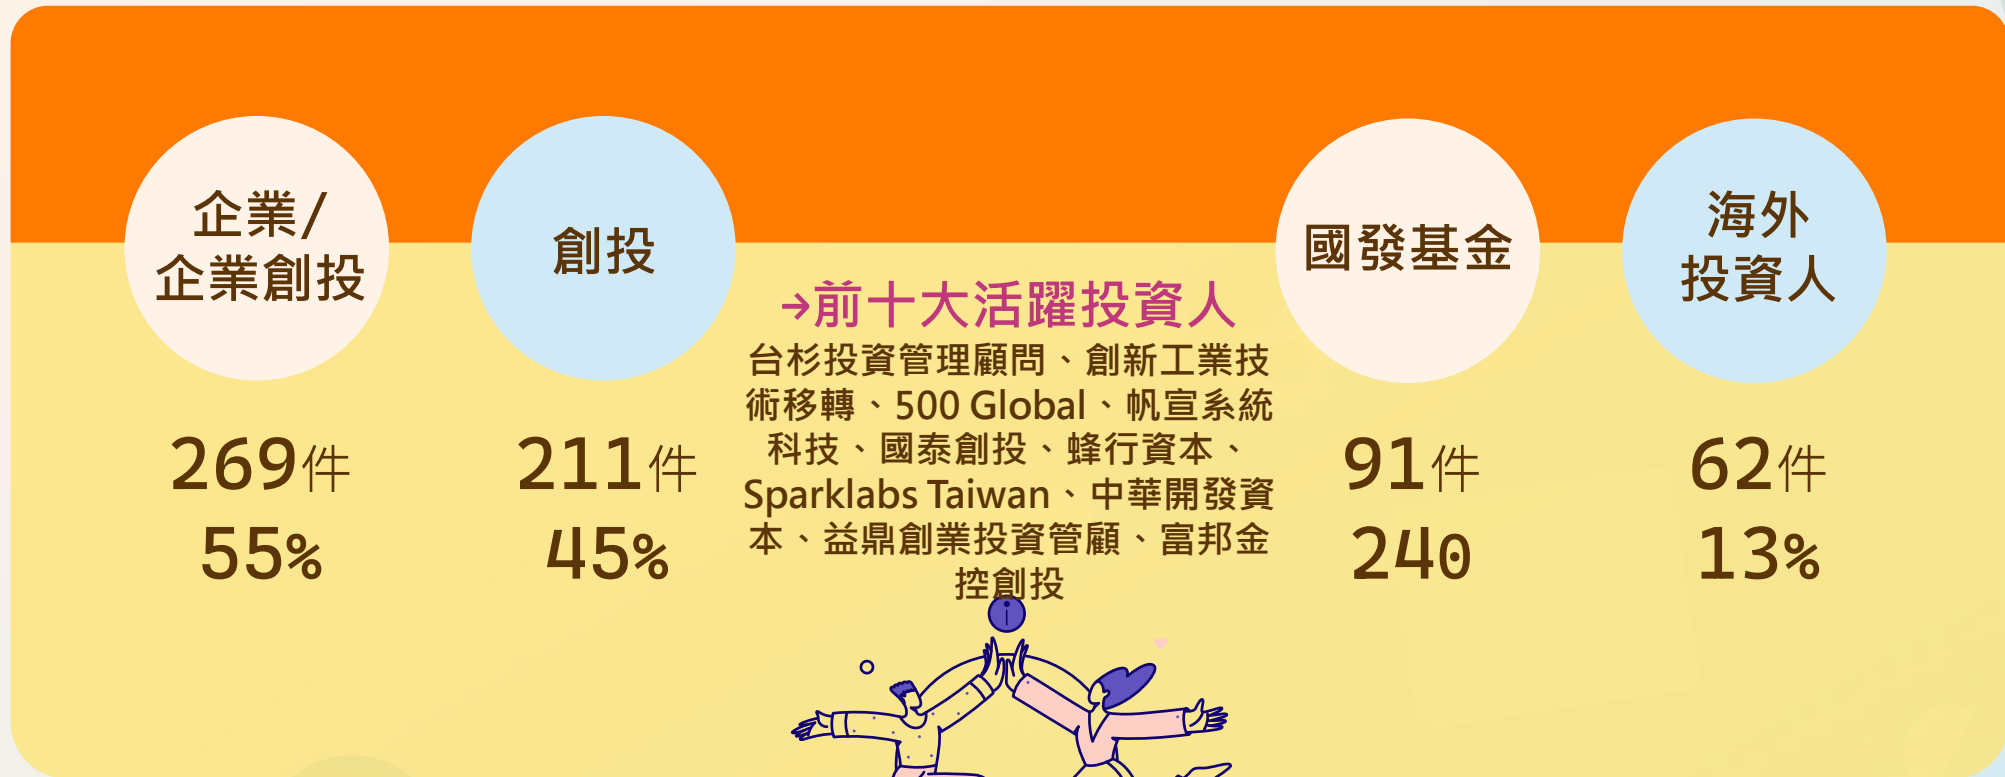 企業/
企業創投
269件
55%
創投
211件
45%
→前十大活躍投資人
台杉投資管理顧問、創新工業技
術移轉、500 Global、帆宣系統
科技、國泰創投、蜂行資本、
Sparklabs Taiwan、中華開發資
本、益鼎創業投資管顧、富邦金
控創投
國發基金
91件
240
海外
投資人
62件
13%